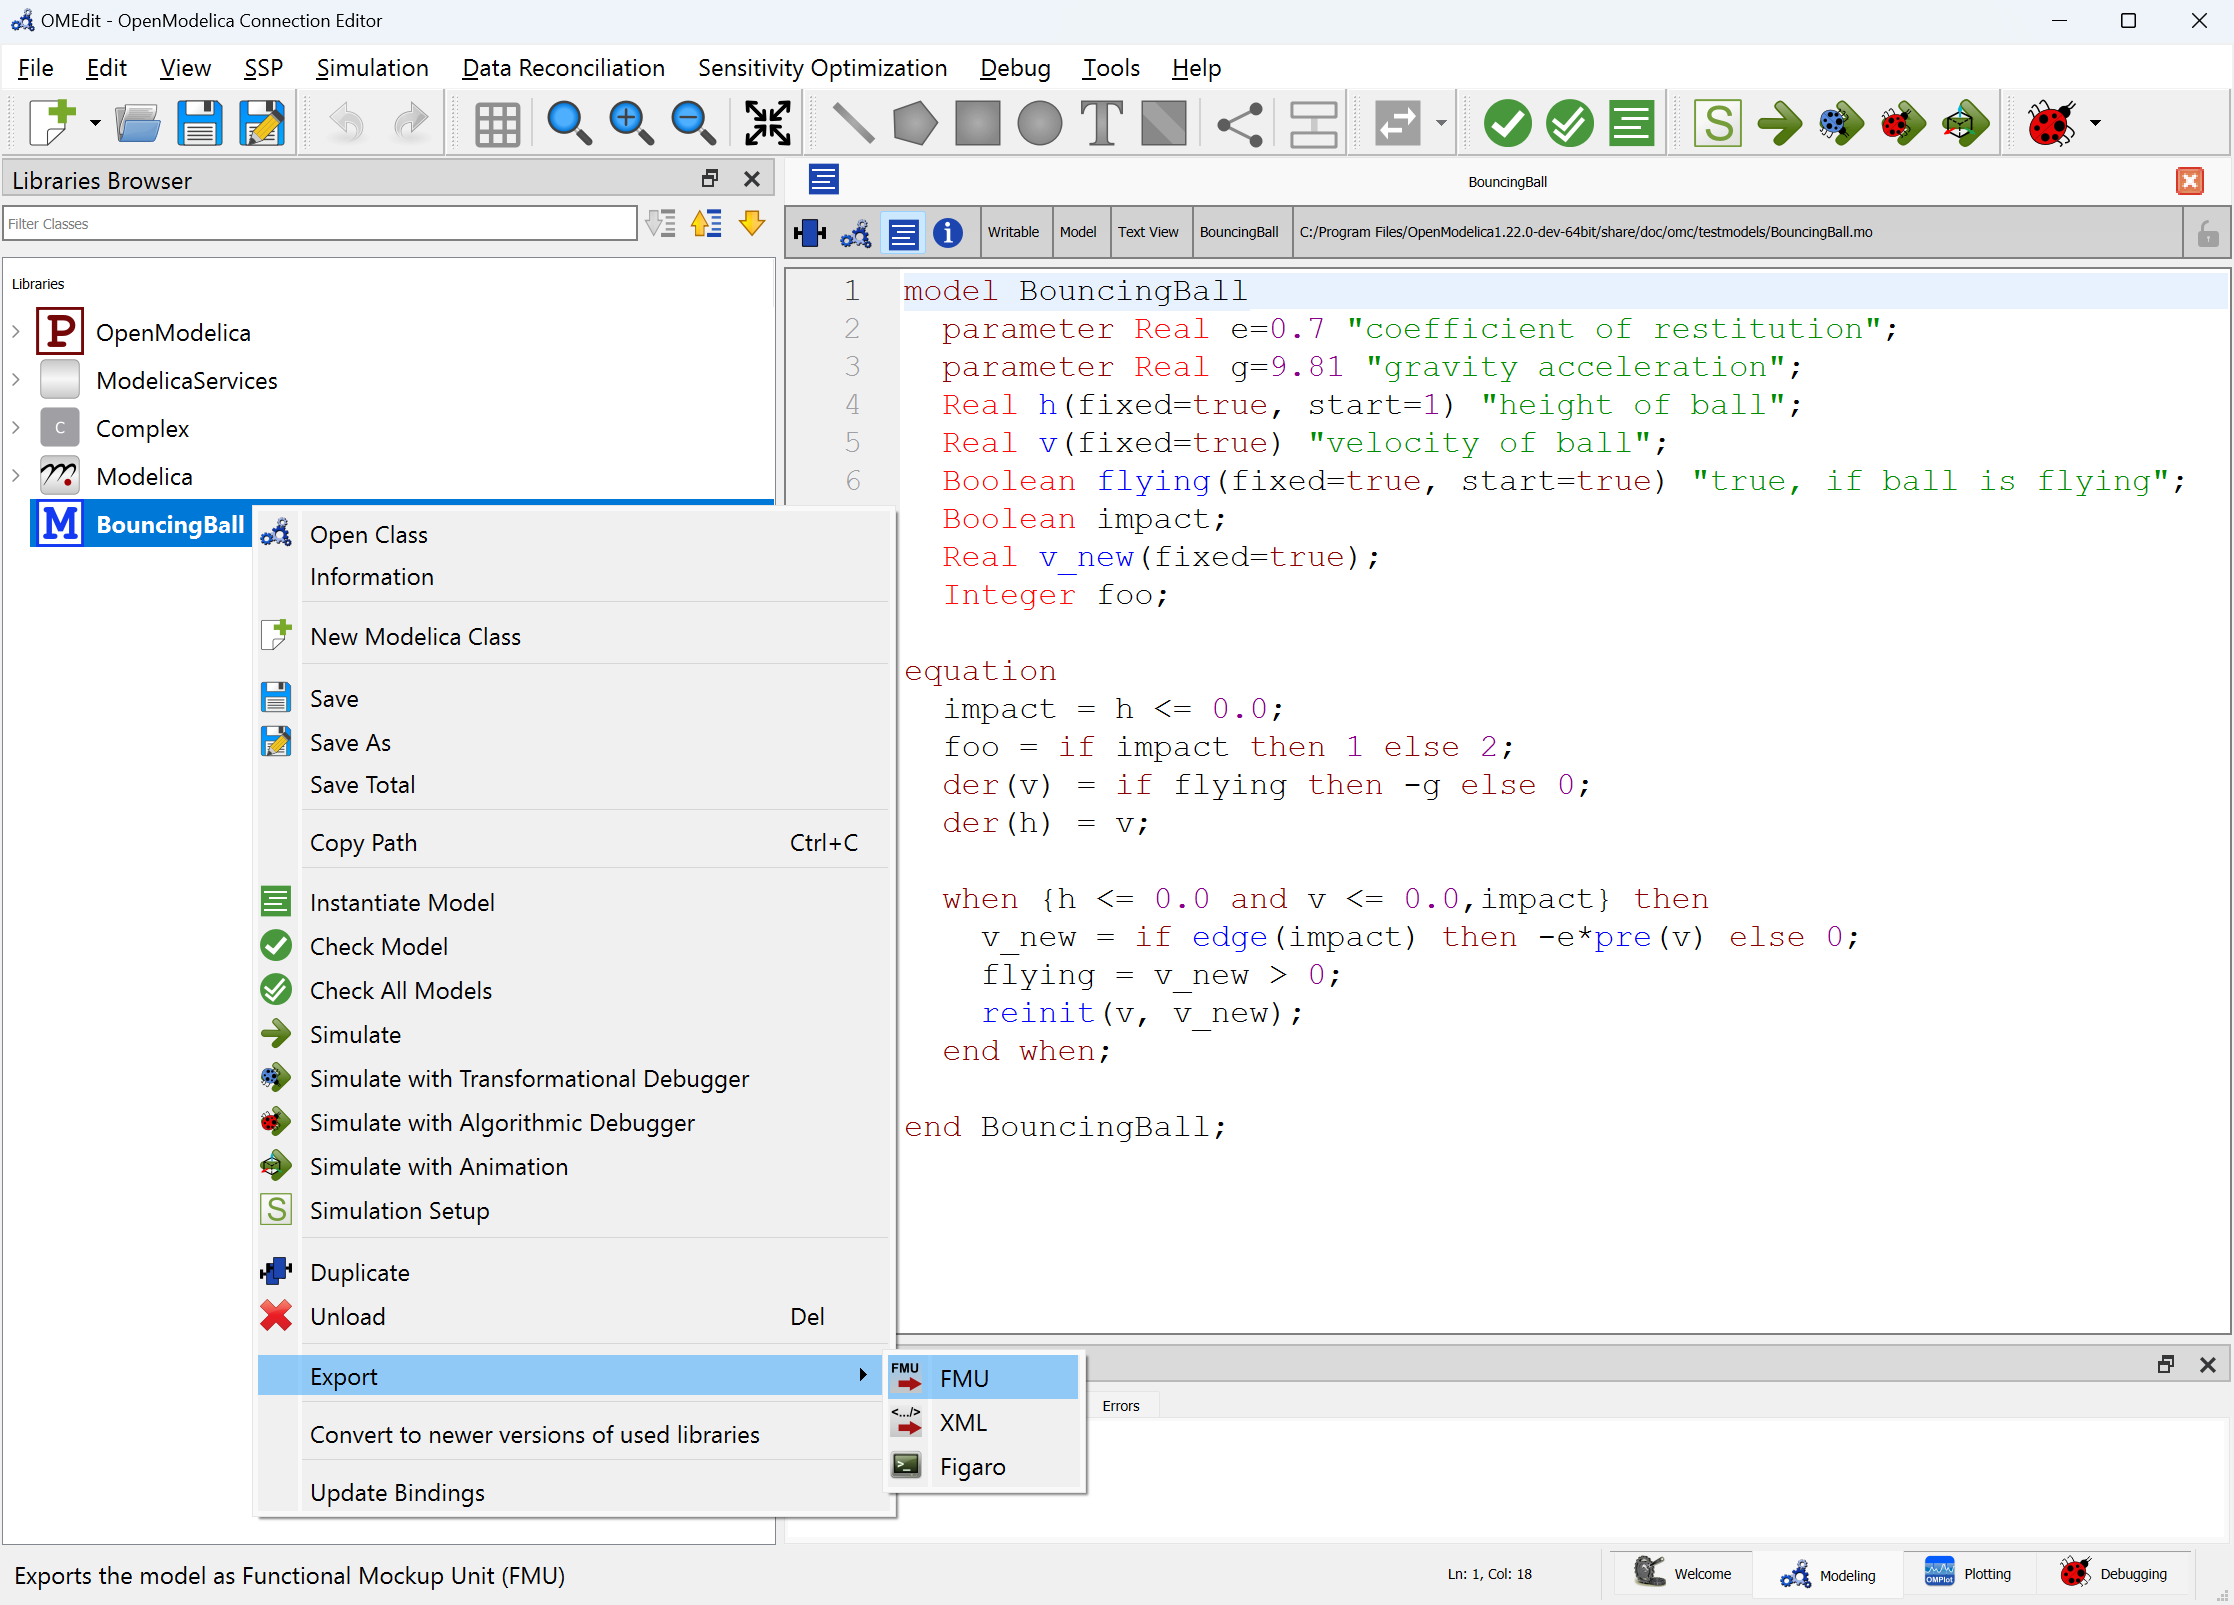 OMEdit - OpenModelica Connection Editor
File Edit View SSP Simulation Data Reconciliation Sensitivity Optimization Debug Tools Help
T S
Libraries Browser
BouncingBall
Filter Classes
i Writable Model Text View BouncingBall C:/Program Files/OpenModelica1.22.0-dev-64bit/share/doc/omc/testmodels/BouncingBall.mo
Libraries
P OpenModelica
ModelicaServices
C Complex
m Modelica
M BouncingBall
1 model BouncingBall
2 parameter Real e=0.7 "coefficient of restitution";
3 parameter Real g=9.81 "gravity acceleration";
4 Real h(fixed=true, start=1) "height of ball";
5 Real v(fixed=true) "velocity of ball";
6 Boolean flying(fixed=true, start=true) "true, if ball is flying";
Boolean impact;
Real v_new(fixed=true);
Integer foo;
equation
impact = h <= 0.0;
foo = if impact then 1 else 2;
der(v) = if flying then -g else 0;
der(h) = v;
when {h <= 0.0 and v <= 0.0,impact} then
v_new = if edge(impact) then -e*pre(v) else 0;
flying = v_new > 0;
reinit(v, v_new);
end when;
end BouncingBall;
Open Class
Information
New Modelica Class
Save
Save As
Save Total
Copy Path Ctrl+C
Instantiate Model
Check Model
Check All Models
Simulate
Simulate with Transformational Debugger
Simulate with Algorithmic Debugger
Simulate with Animation
S Simulation Setup
Duplicate
Unload Del
Export
Convert to newer versions of used libraries
Update Bindings
FMU FMU
<.../> XML
>_ Figaro
Errors
Exports the model as Functional Mockup Unit (FMU)
Ln: 1, Col: 18
Welcome
Modeling
OMPlot Plotting
Debugging